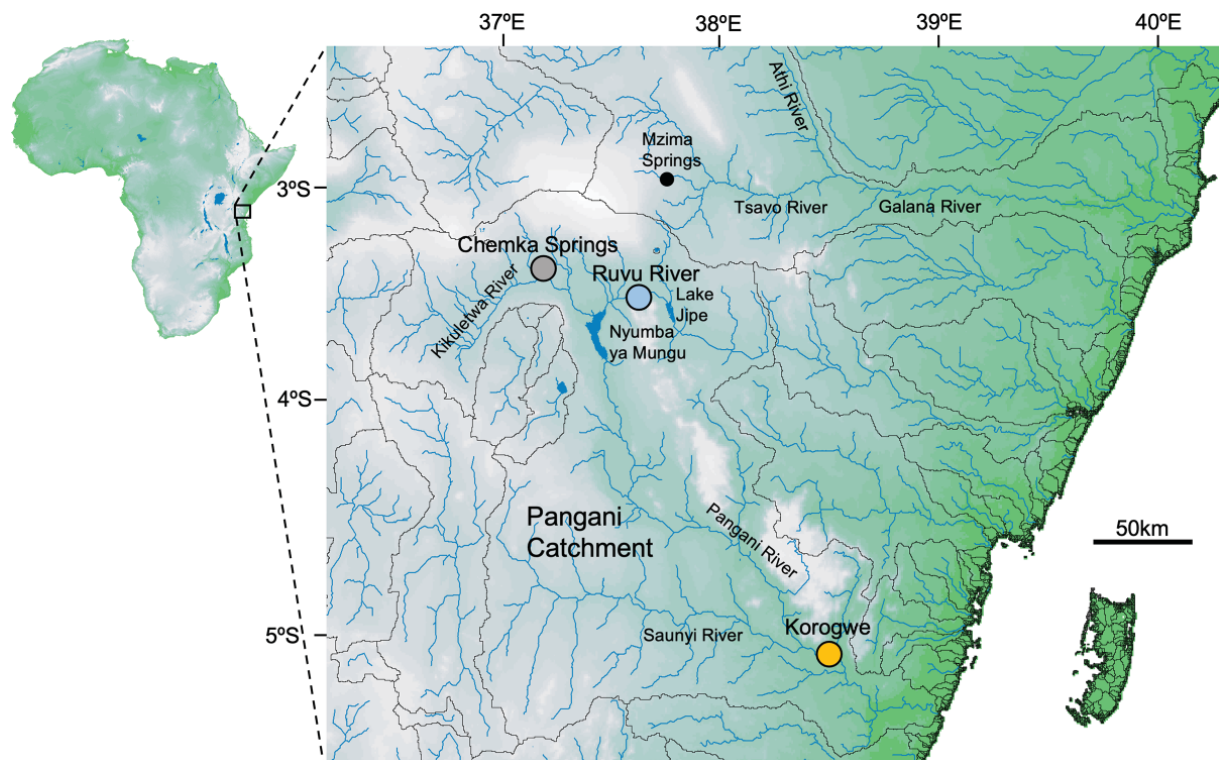 37ºE
38ºE
39ºE
40ºE
Athi River
Mzima
Springs
3ºS
Tsavo River
Galana River
Chemka Springs
Ruvu River
Kikuletwa River
Lake
Jipe
Nyumba
ya Mungu
4ºS
Pangani
Catchment
Pangani River
50km
Saunyi River
Korogwe
5ºS